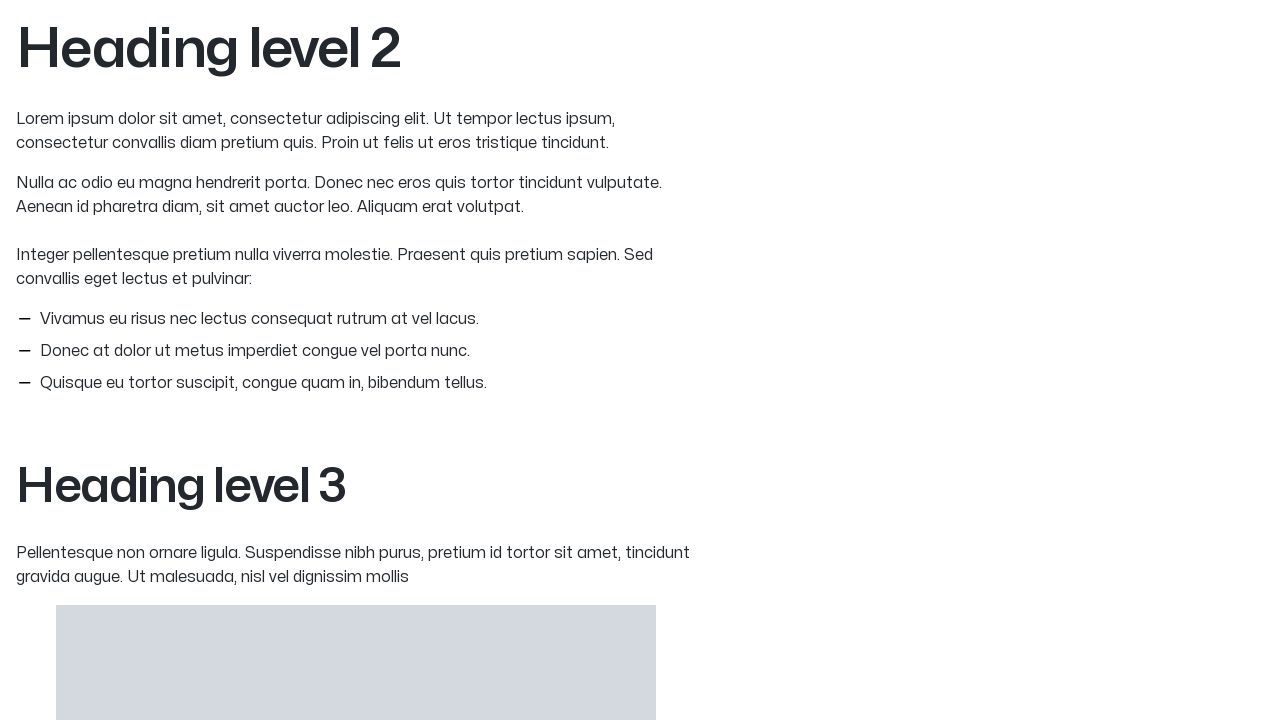 Heading level 2
Lorem ipsum dolor sit amet, consectetur adipiscing elit. Ut tempor lectus ipsum,
consectetur convallis diam pretium quis. Proin ut felis ut eros tristique tincidunt.
Nulla ac odio eu magna hendrerit porta. Donec nec eros quis tortor tincidunt vulputate.
Aenean id pharetra diam, sit amet auctor leo. Aliquam erat volutpat.
Integer pellentesque pretium nulla viverra molestie. Praesent quis pretium sapien. Sed
convallis eget lectus et pulvinar:
— Vivamus eu risus nec lectus consequat rutrum at vel lacus.
— Donec at dolor ut metus imperdiet congue vel porta nunc.
— Quisque eu tortor suscipit, congue quam in, bibendum tellus.
Heading level 3
Pellentesque non ornare ligula. Suspendisse nibh purus, pretium id tortor sit amet, tincidunt
gravida augue. Ut malesuada, nisl vel dignissim mollis